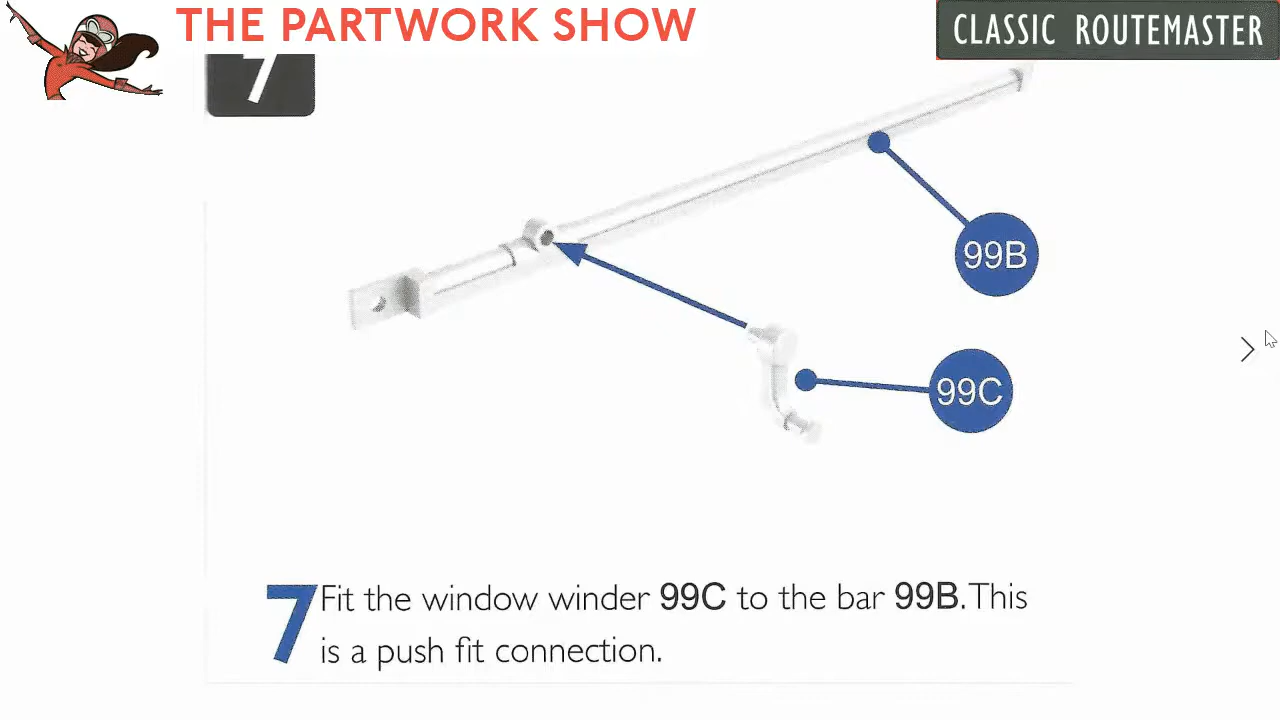 THE PARTWORK SHOW
CLASSIC ROUTEMASTER
7
99B
99C
7 Fit the window winder 99C to the bar 99B. This
is a push fit connection.